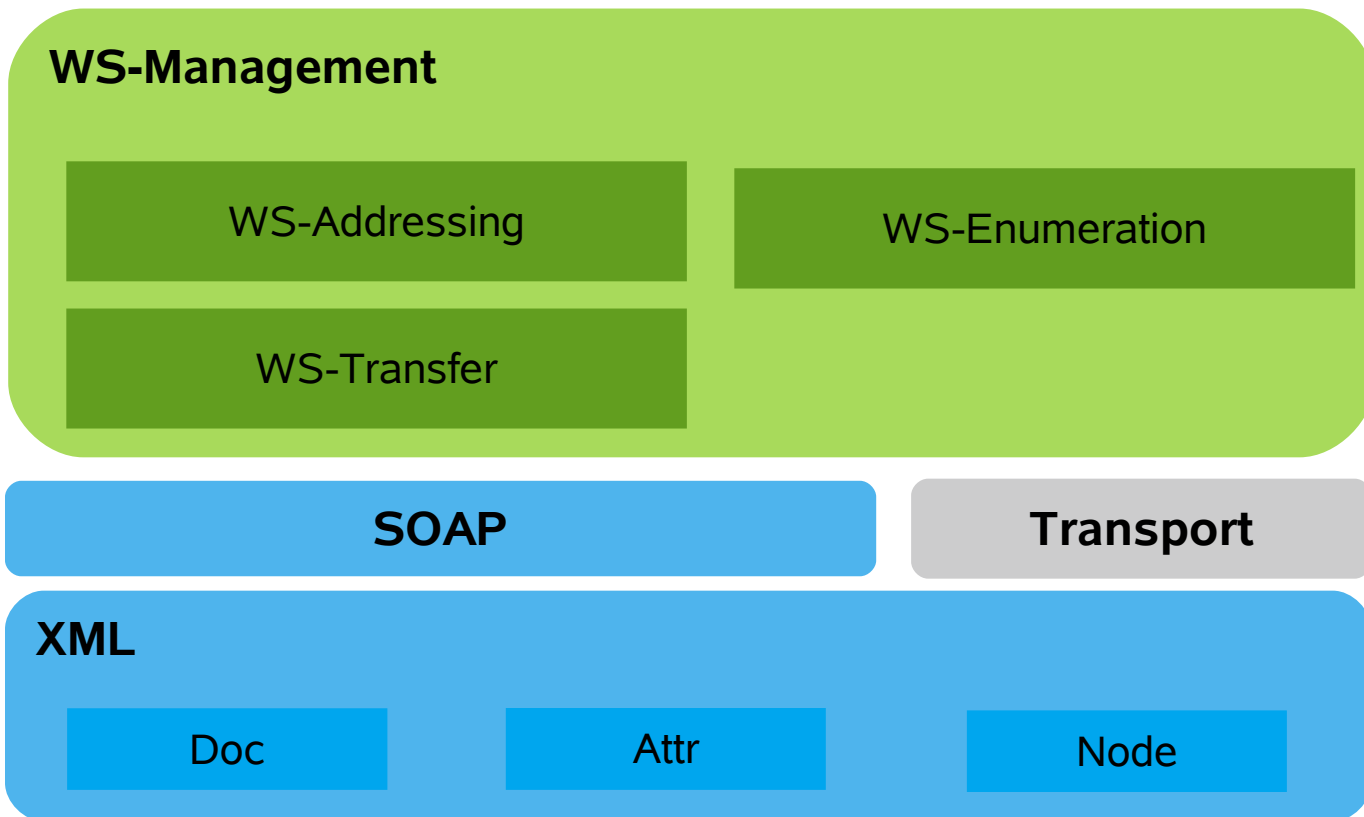 WS-Management
WS-Addressing
WS-Enumeration
WS-Transfer
SOAP
Transport
XML
Doc
Attr
Node